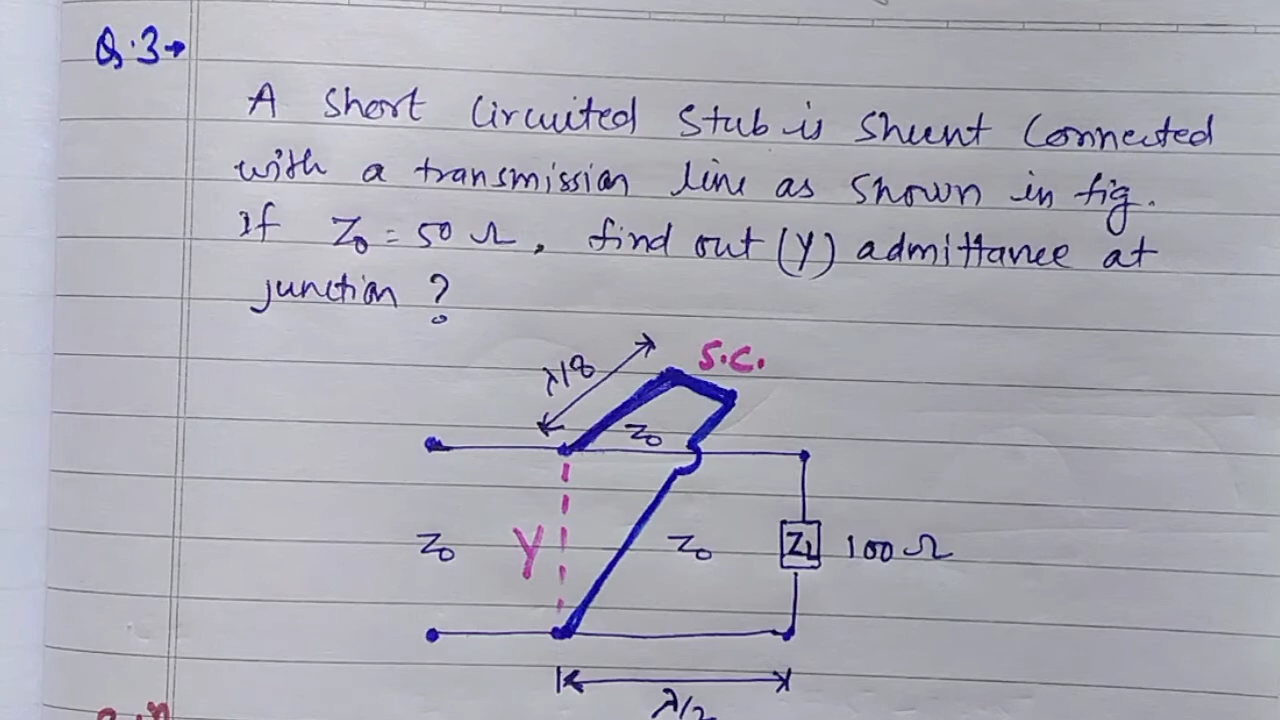 Q.3→
A Short Circuited Stub is Shunt Connected
with a transmission line as Shown in fig.
If Z₀ = 50 Ω, find out (Y) admittance at
junction ?
λ/8
S.C.
Z₀
Z₀ Y Z₀ ZL 100 Ω
λ/2